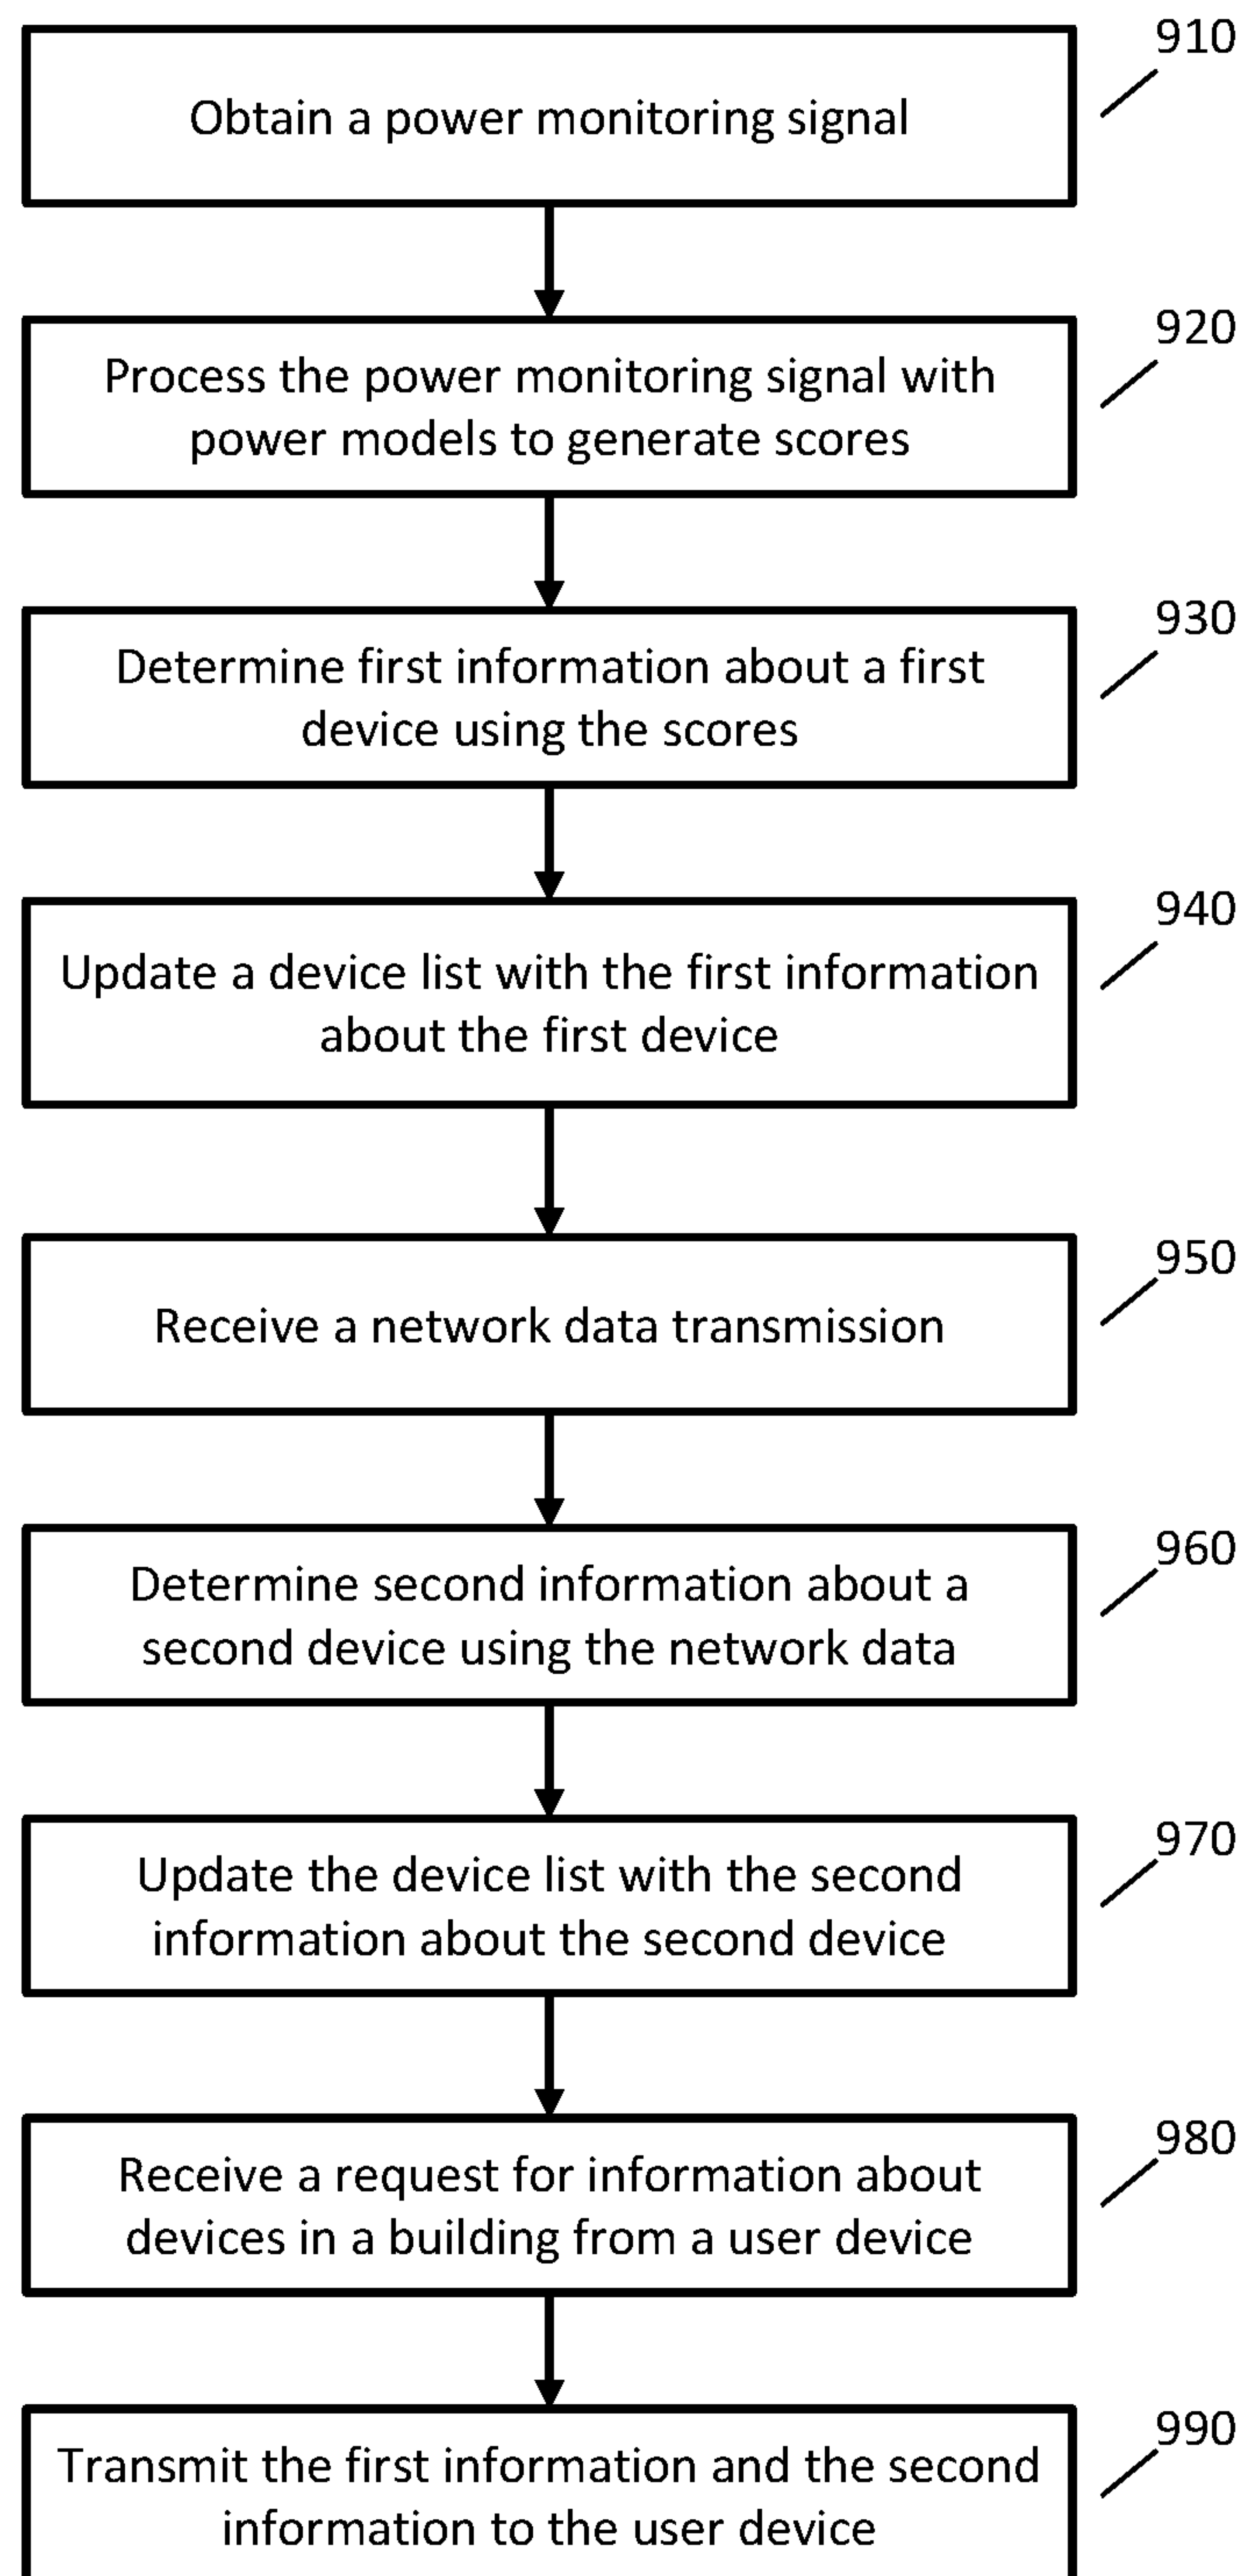 910
Obtain a power monitoring signal
920
Process the power monitoring signal with
power models to generate scores
930
Determine first information about a first
device using the scores
940
Update a device list with the first information
about the first device
950
Receive a network data transmission
960
Determine second information about a
second device using the network data
970
Update the device list with the second
information about the second device
980
Receive a request for information about
devices in a building from a user device
990
Transmit the first information and the second
information to the user device